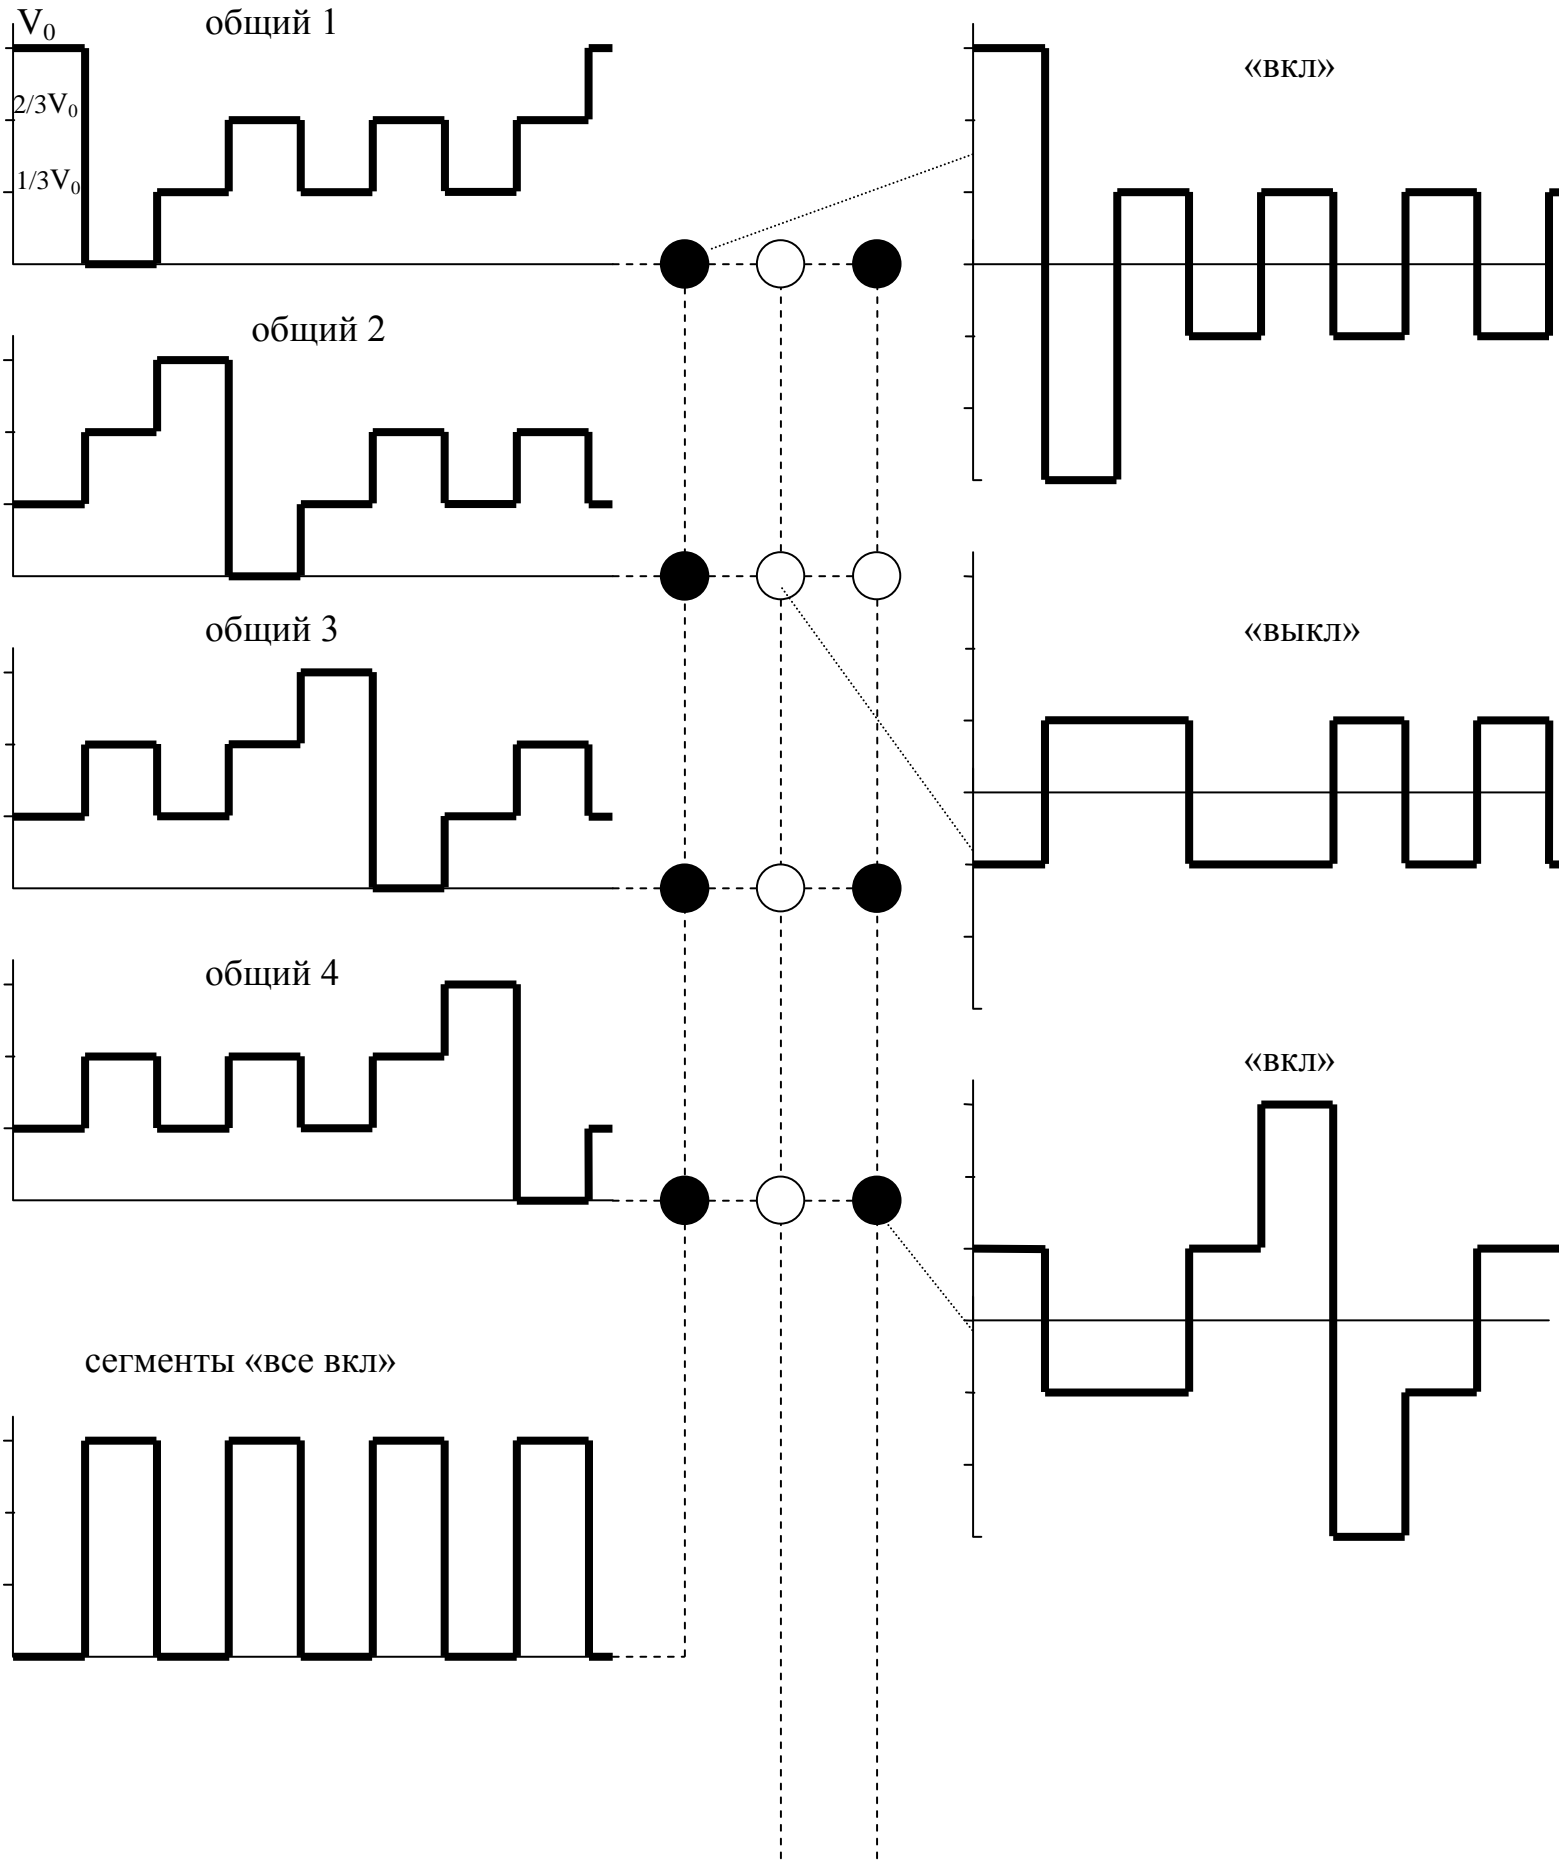 V₀
общий 1
2/3V₀
1/3V₀
«вкл»
общий 2
общий 3
«выкл»
общий 4
«вкл»
сегменты «все вкл»